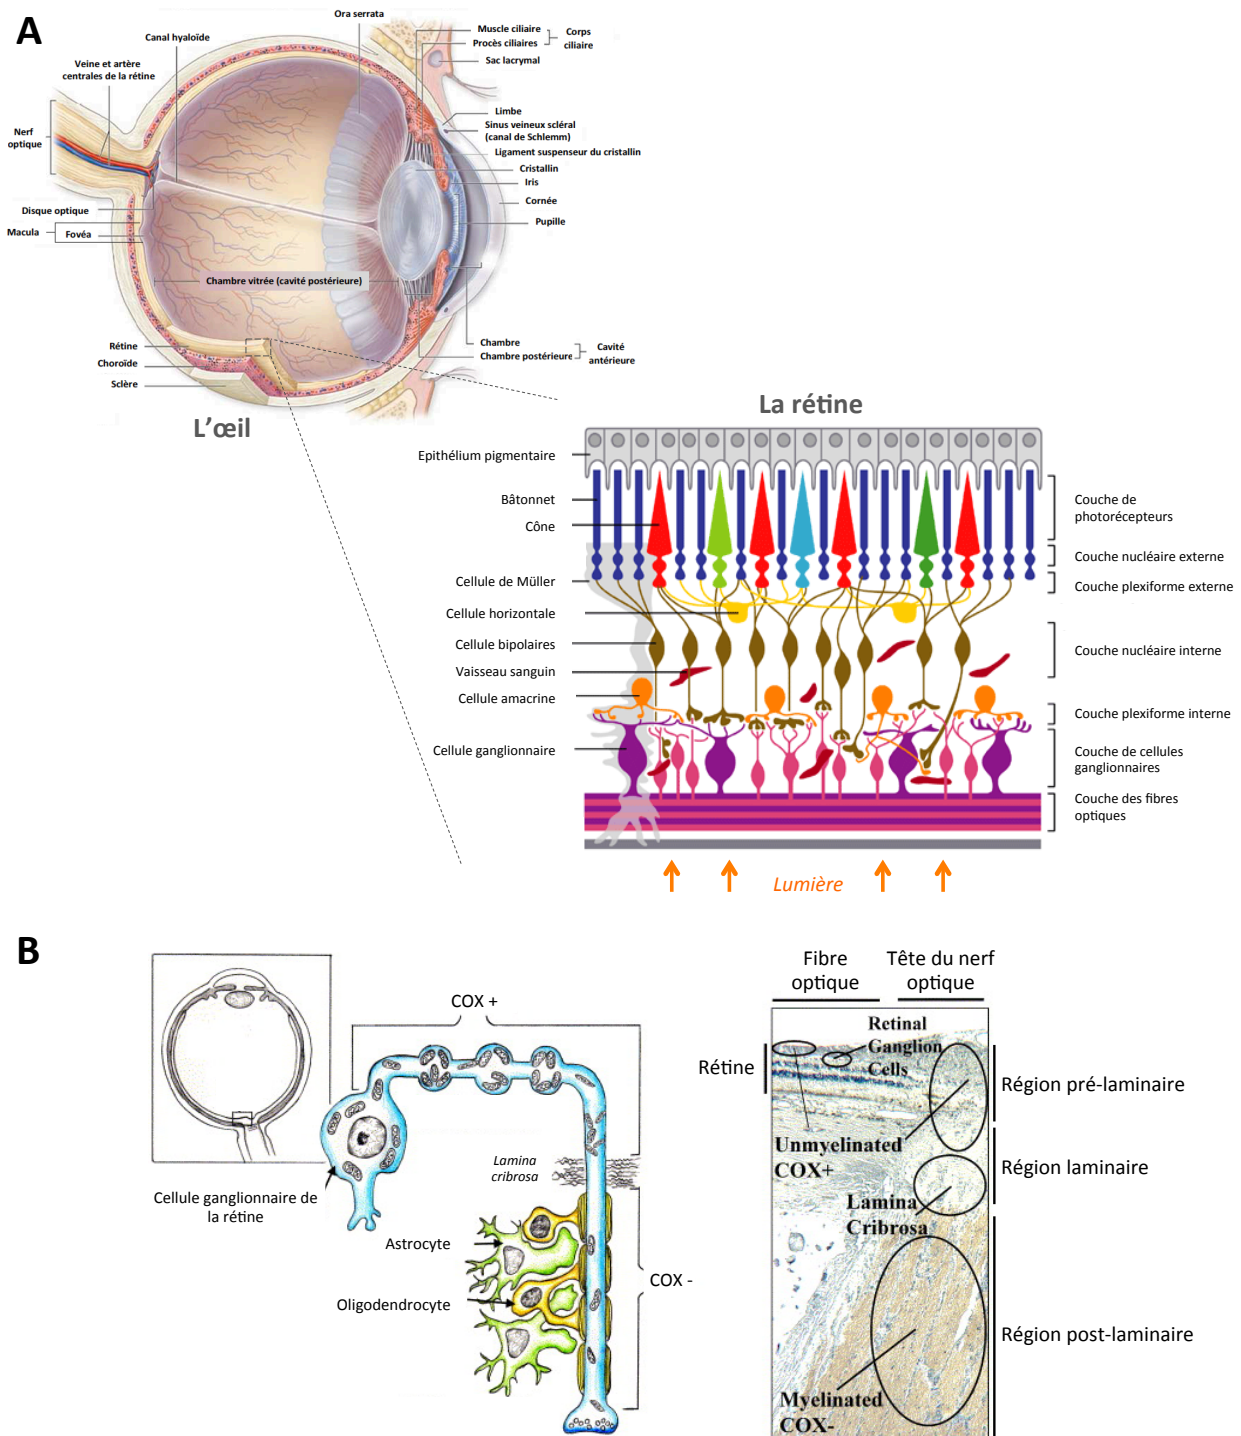 A
Ora serrata
Canal hyaloïde
Muscle ciliaire
Procès ciliaires
Corps
ciliaire
Sac lacrymal
Veine et artère
centrales de la rétine
Nerf
optique
Limbe
Sinus veineux scléral
(canal de Schlemm)
Ligament suspenseur du cristallin
Cristallin
Iris
Cornée
Pupille
Disque optique
Macula
Fovéa
Chambre vitrée (cavité postérieure)
Rétine
Choroïde
Sclère
Chambre
Chambre postérieure
Cavité
antérieure
L'œil
La rétine
Epithélium pigmentaire
Bâtonnet
Cône
Cellule de Müller
Cellule horizontale
Cellule bipolaires
Vaisseau sanguin
Cellule amacrine
Cellule ganglionnaire
Couche de
photorécepteurs
Couche nucléaire externe
Couche plexiforme externe
Couche nucléaire interne
Couche plexiforme interne
Couche de cellules
ganglionnaires
Couche des fibres
optiques
Lumière
B
COX +
Lamina
cribrosa
Cellule ganglionnaire de
la rétine
Astrocyte
Oligodendrocyte
COX -
Fibre
optique
Tête du nerf
optique
Rétine
Retinal
Ganglion
Cells
Unmyelinated
COX+
Lamina
Cribrosa
Myelinated
COX-
Région pré-laminaire
Région laminaire
Région post-laminaire